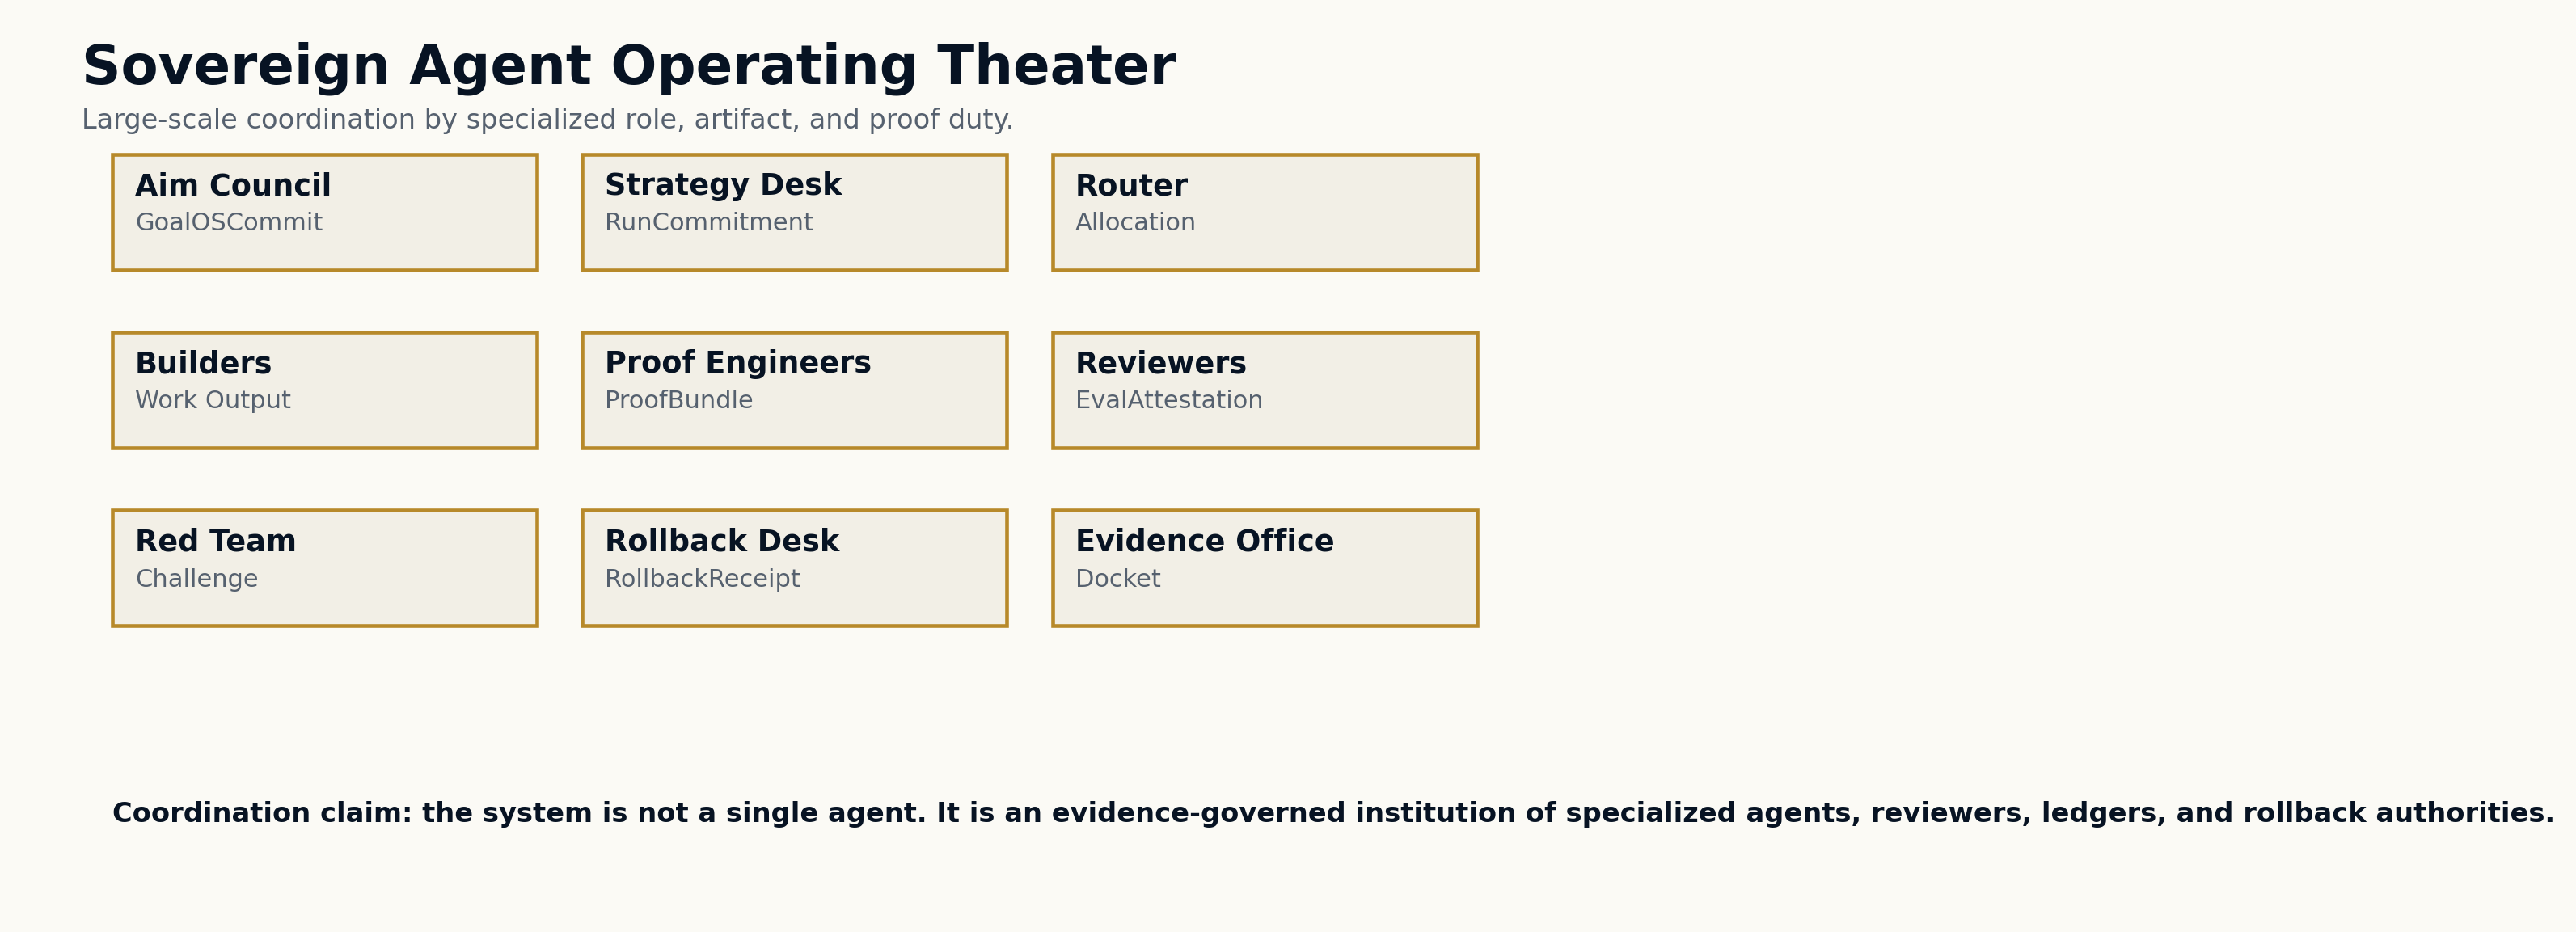 Sovereign Agent Operating Theater
Large-scale coordination by specialized role, artifact, and proof duty.
Aim Council
GoalOSCommit
Strategy Desk
RunCommitment
Router
Allocation
Builders
Work Output
Proof Engineers
ProofBundle
Reviewers
EvalAttestation
Red Team
Challenge
Rollback Desk
RollbackReceipt
Evidence Office
Docket
Coordination claim: the system is not a single agent. It is an evidence-governed institution of specialized agents, reviewers, ledgers, and rollback authorities.